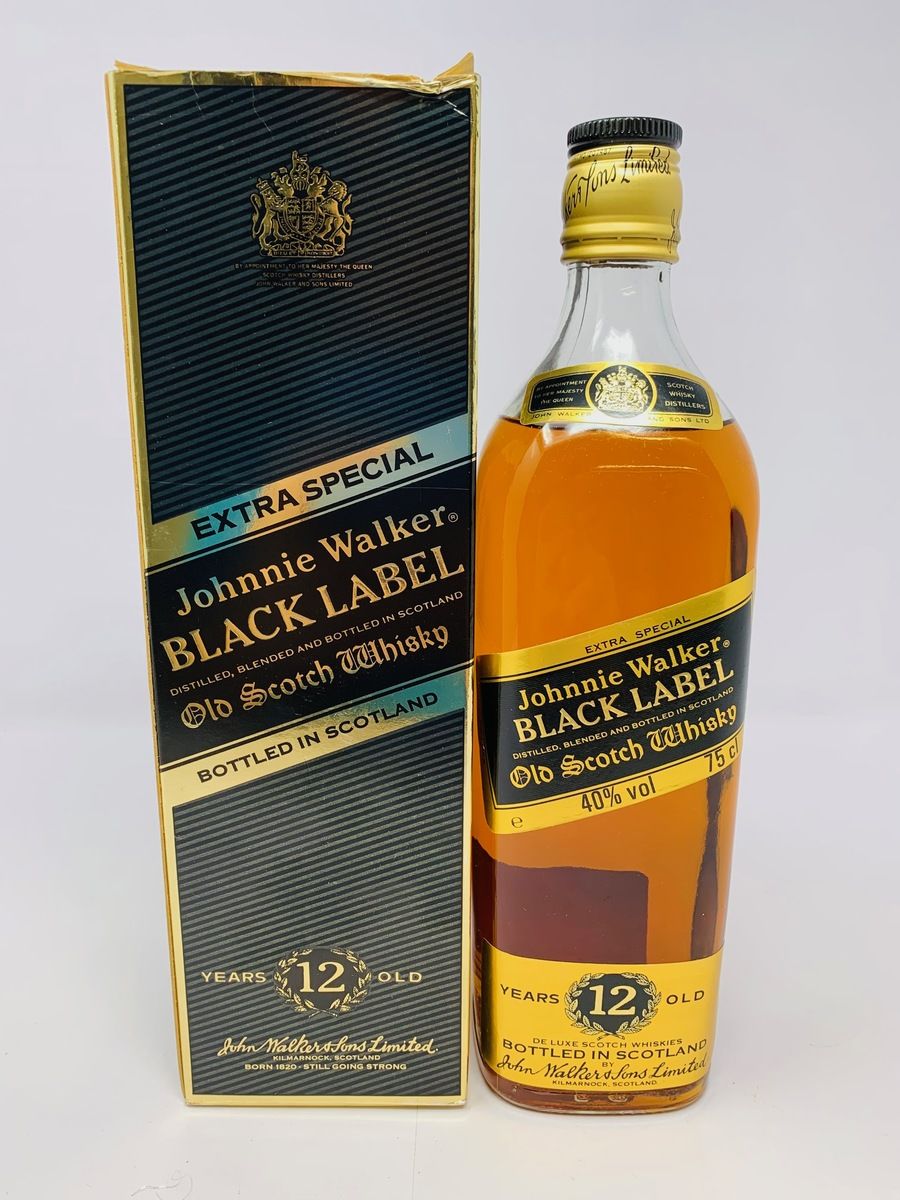 BY APPOINTMENT TO HER MAJESTY THE QUEEN
SCOTCH WHISKY DISTILLERS
JOHN WALKER AND SONS LIMITED
EXTRA SPECIAL
Johnnie Walker®
BLACK LABEL
DISTILLED, BLENDED AND BOTTLED IN SCOTLAND
Old Scotch Whisky
BOTTLED IN SCOTLAND
YEARS 12 OLD
John Walker & Sons Limited.
KILMARNOCK, SCOTLAND
BORN 1820 - STILL GOING STRONG
Sons Limited
BY APPOINTMENT
TO HER MAJESTY
THE QUEEN
SCOTCH
WHISKY
DISTILLERS
JOHN WALKER AND SONS LTD
EXTRA SPECIAL
Johnnie Walker®
BLACK LABEL
DISTILLED, BLENDED AND BOTTLED IN SCOTLAND
Old Scotch Whisky
e 40% vol 75 cl
YEARS 12 OLD
DE LUXE SCOTCH WHISKIES
BOTTLED IN SCOTLAND
BY
John Walker & Sons Limited
KILMARNOCK, SCOTLAND.